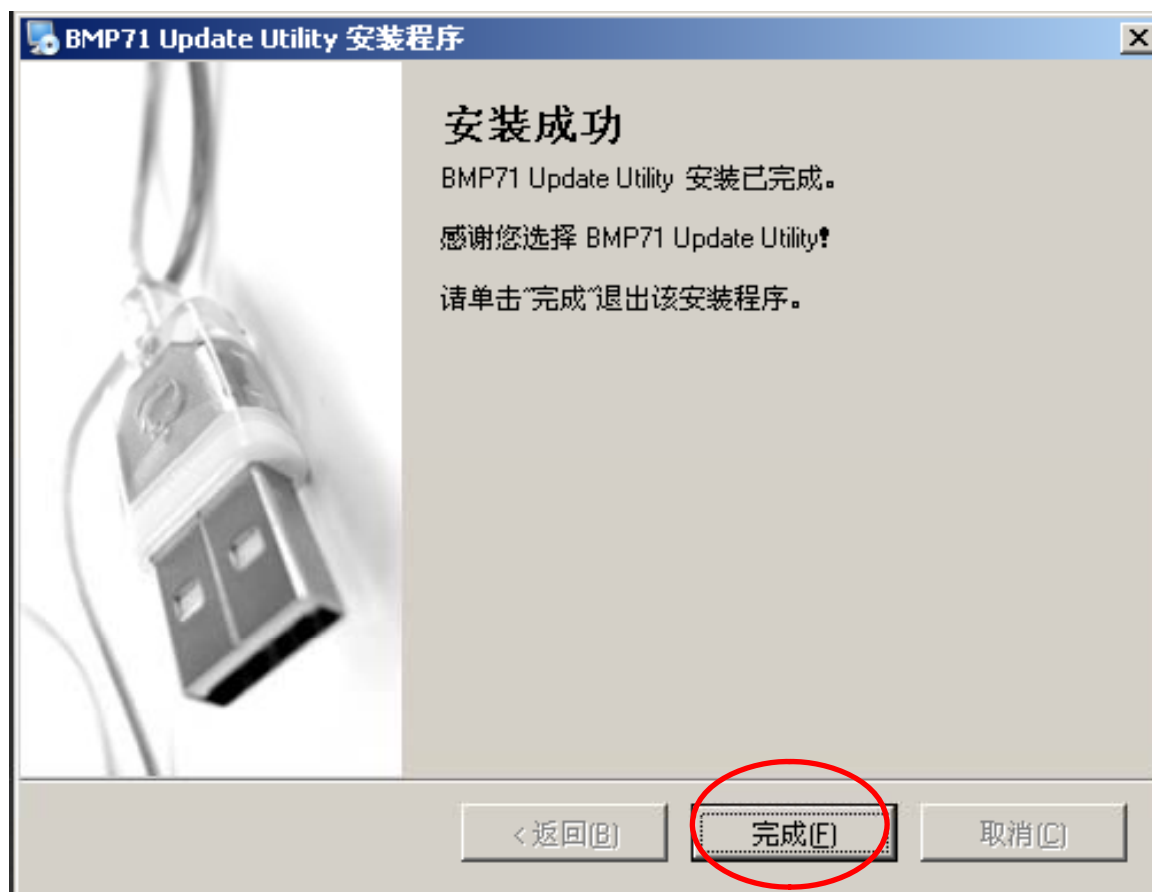 BMP71 Update Utility 安装程序
安装成功
BMP71 Update Utility 安装已完成。
感谢您选择 BMP71 Update Utility!
请单击“完成”退出该安装程序。
< 返回(B)
完成(F)
取消(C)